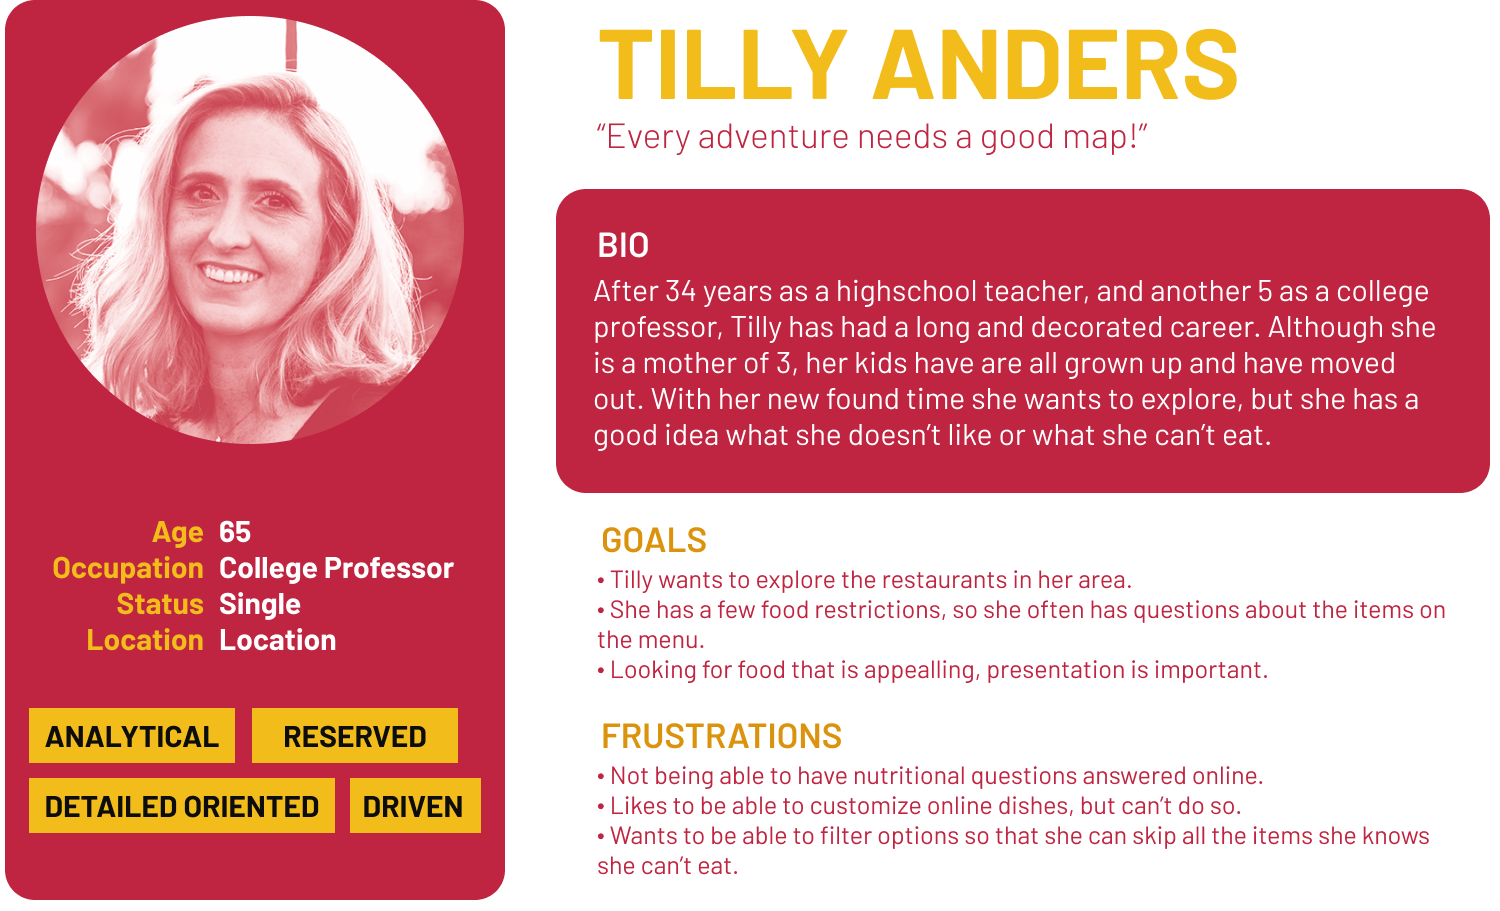 TILLY ANDERS
“Every adventure needs a good map!”
BIO
After 34 years as a highschool teacher, and another 5 as a college
professor, Tilly has had a long and decorated career. Although she
is a mother of 3, her kids have are all grown up and have moved
out. With her new found time she wants to explore, but she has a
good idea what she doesn’t like or what she can’t eat.
Age 65
Occupation College Professor
Status Single
Location Location
ANALYTICAL
RESERVED
DETAILED ORIENTED
DRIVEN
GOALS
• Tilly wants to explore the restaurants in her area.
• She has a few food restrictions, so she often has questions about the items on
the menu.
• Looking for food that is appealling, presentation is important.
FRUSTRATIONS
• Not being able to have nutritional questions answered online.
• Likes to be able to customize online dishes, but can’t do so.
• Wants to be able to filter options so that she can skip all the items she knows
she can’t eat.